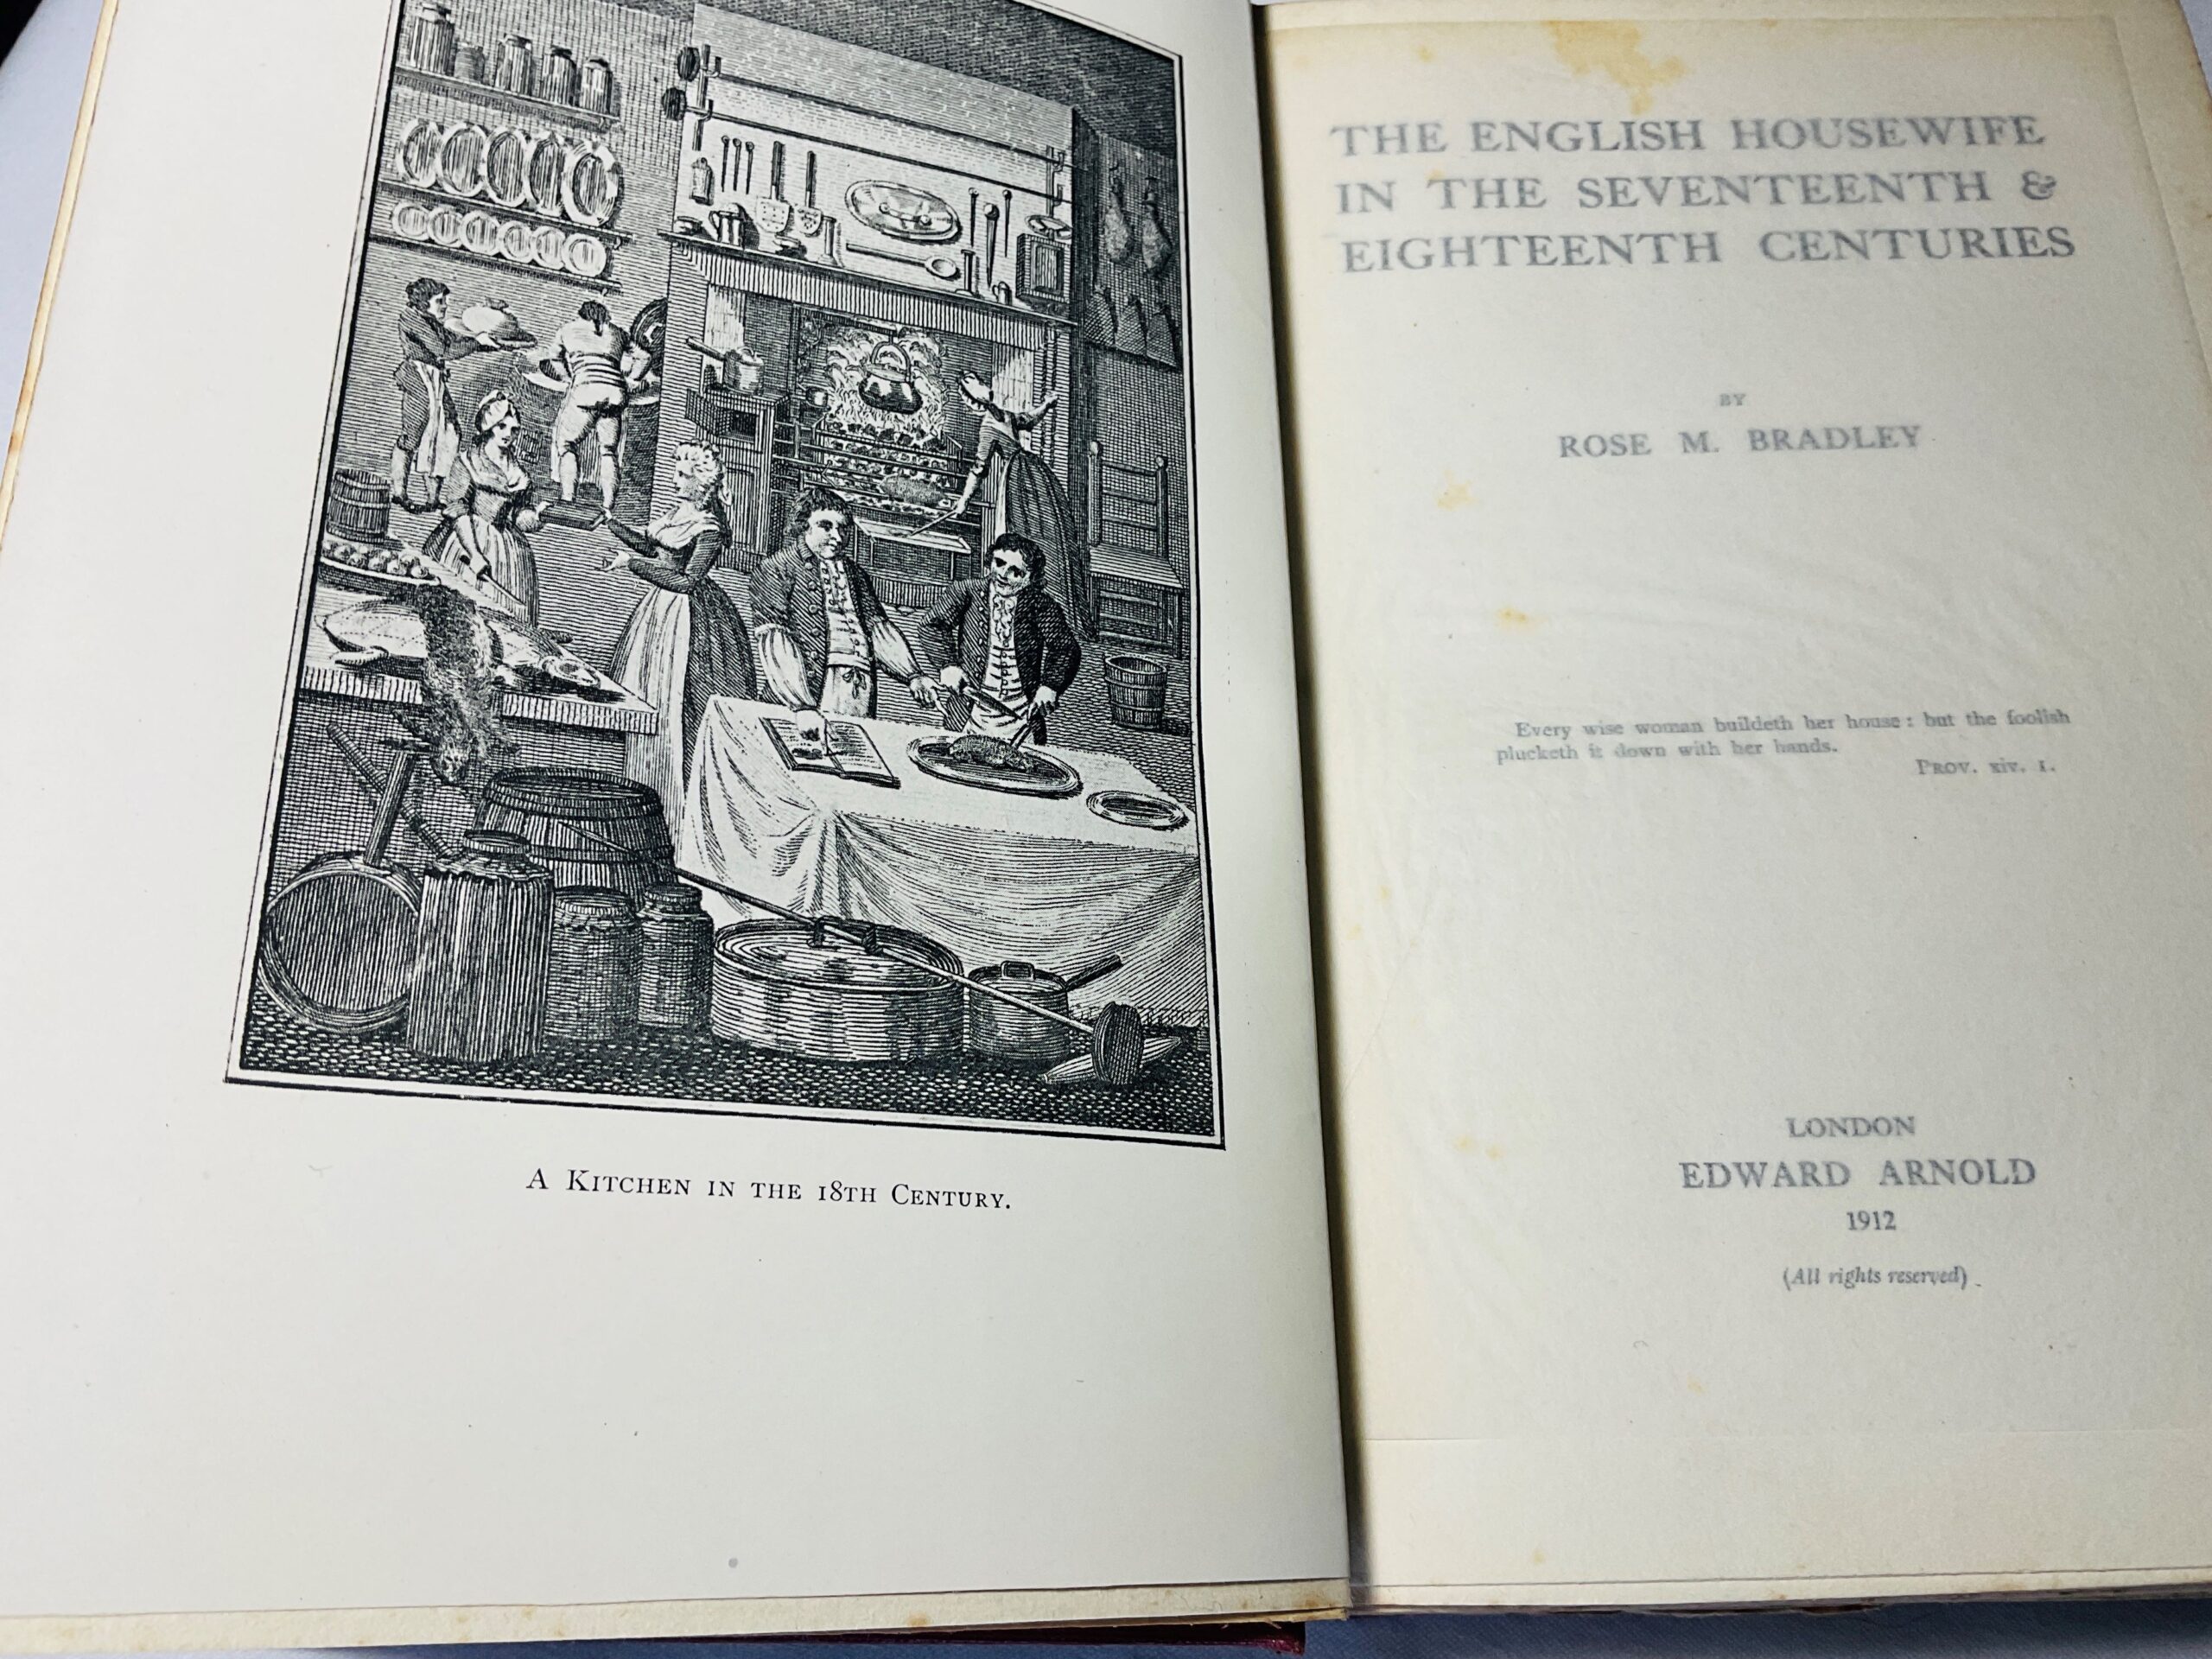 A KITCHEN IN THE 18TH CENTURY.
THE ENGLISH HOUSEWIFE
IN THE SEVENTEENTH &
EIGHTEENTH CENTURIES
BY
ROSE M. BRADLEY
Every wise woman buildeth her house: but the foolish
plucketh it down with her hands.
PROV. xiv. 1.
LONDON
EDWARD ARNOLD
1912
(All rights reserved)